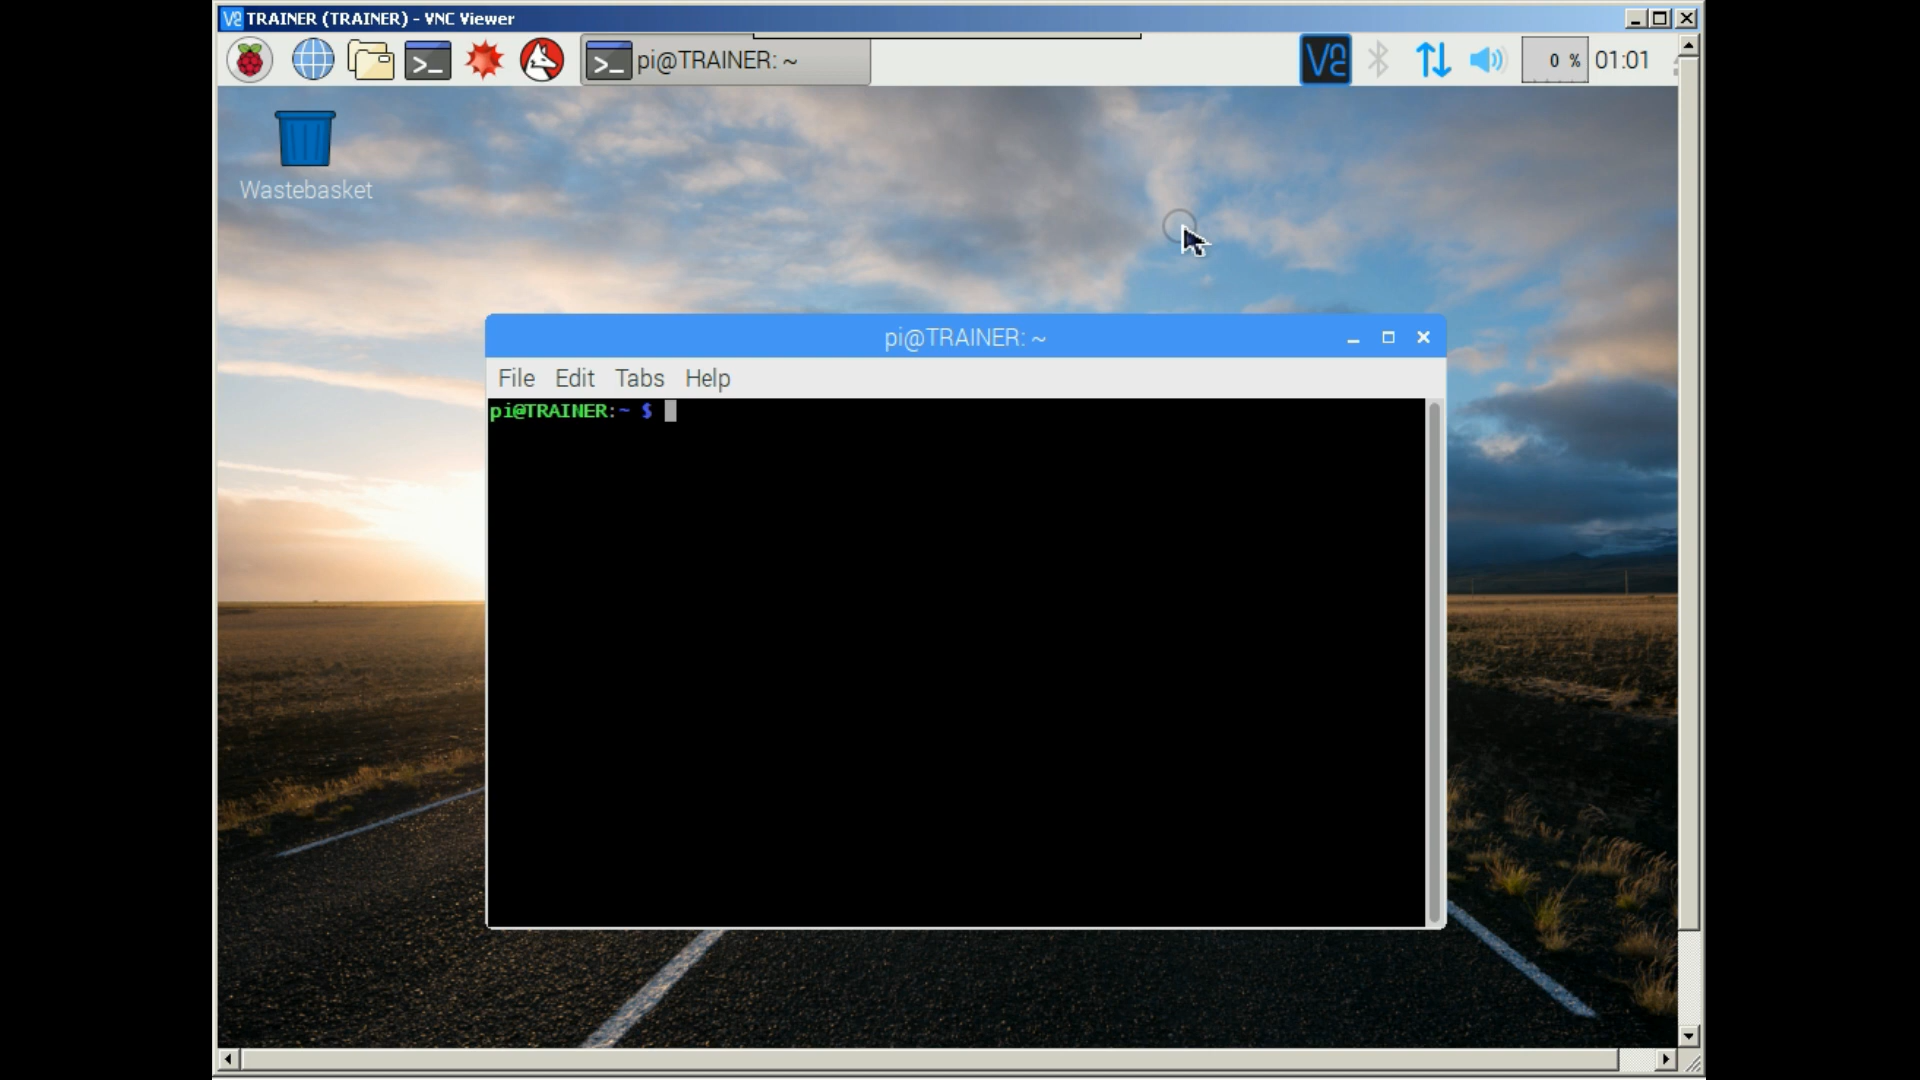 TRAINER (TRAINER) - VNC Viewer
pi@TRAINER: ~
0 %
01:01
Wastebasket
pi@TRAINER: ~
File Edit Tabs Help
pi@TRAINER:~ $